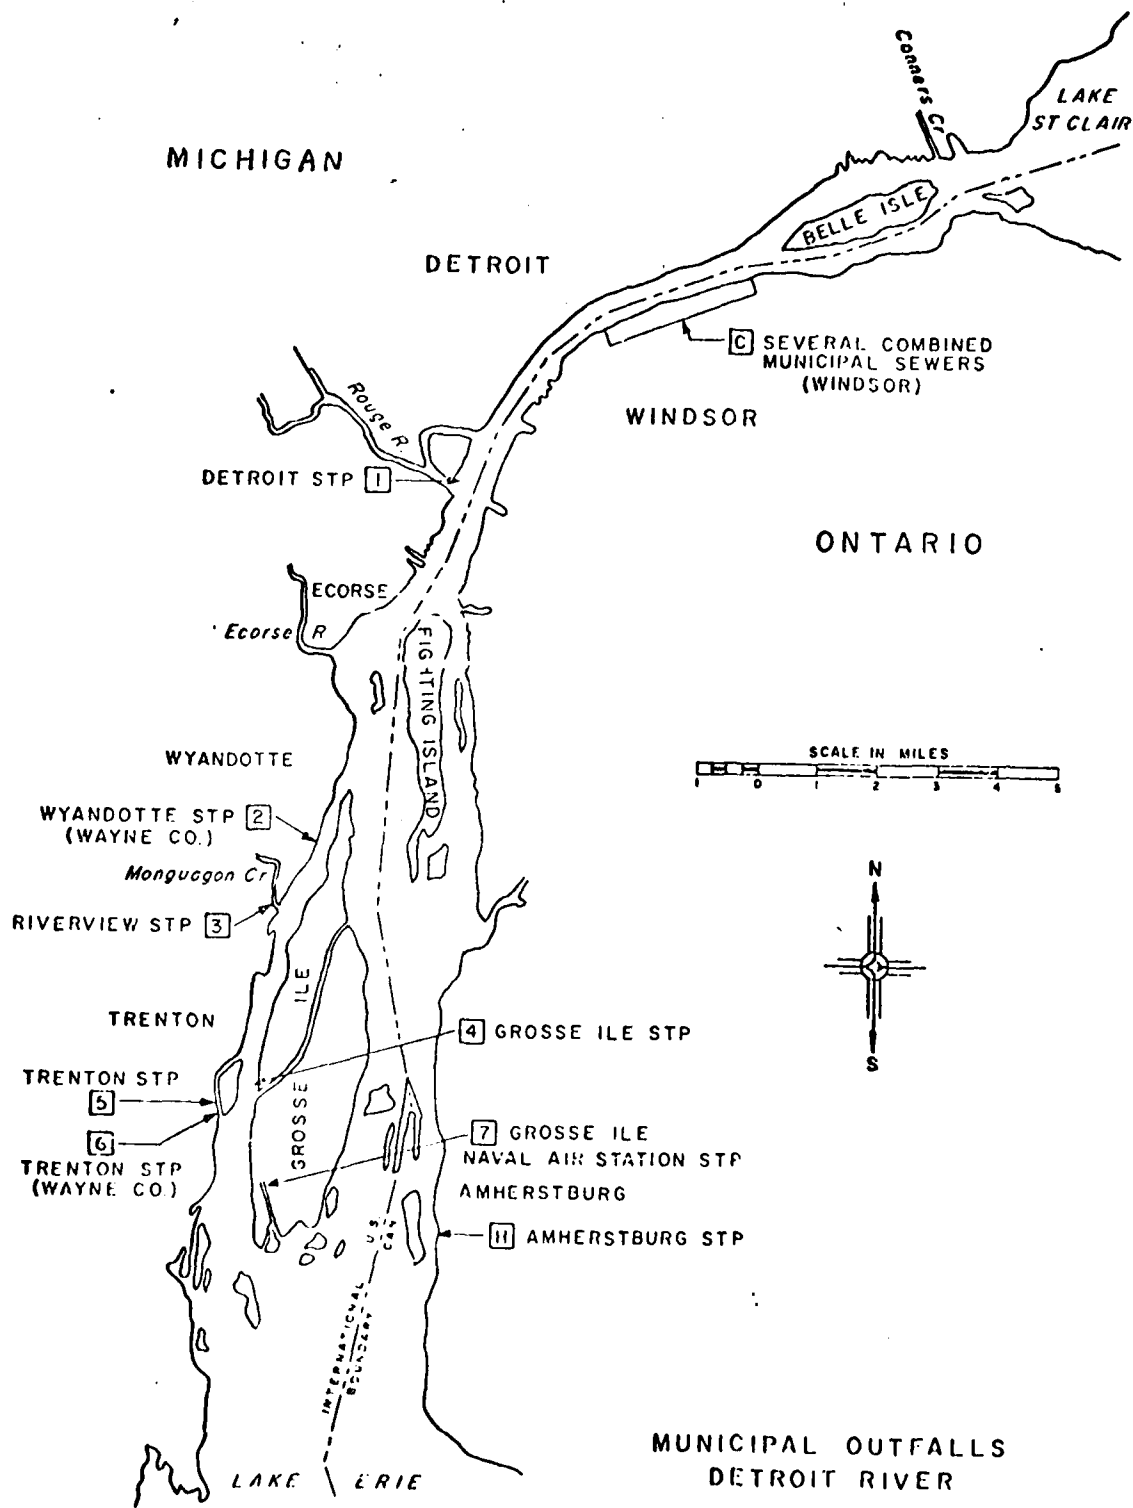 Conners Cr
LAKE
ST CLAIR
MICHIGAN
BELLE ISLE
DETROIT
C SEVERAL COMBINED
MUNICIPAL SEWERS
(WINDSOR)
Rouge R.
WINDSOR
DETROIT STP 1
ONTARIO
ECORSE
Ecorse R
FIGHTING ISLAND
WYANDOTTE
SCALE IN MILES
1 0 1 2 3 4 5
WYANDOTTE STP 2
(WAYNE CO.)
Monguagon Cr
RIVERVIEW STP 3
N
S
GROSSE ILE
TRENTON
4 GROSSE ILE STP
TRENTON STP
5
6
TRENTON STP
(WAYNE CO.)
7 GROSSE ILE
NAVAL AIR STATION STP
AMHERSTBURG
AMHERSTBURG STP
U.S.
CAN
INTERNATIONAL
BOUNDARY
LAKE ERIE
MUNICIPAL OUTFALLS
DETROIT RIVER